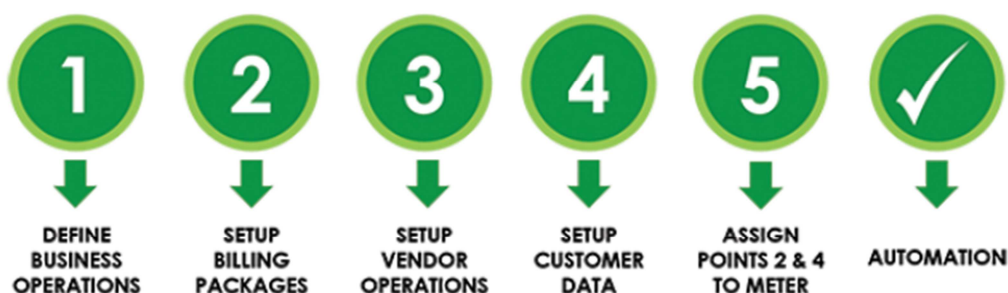 1
2
3
4
5
DEFINE
BUSINESS
OPERATIONS
SETUP
BILLING
PACKAGES
SETUP
VENDOR
OPERATIONS
SETUP
CUSTOMER
DATA
ASSIGN
POINTS 2 & 4
TO METER
AUTOMATION